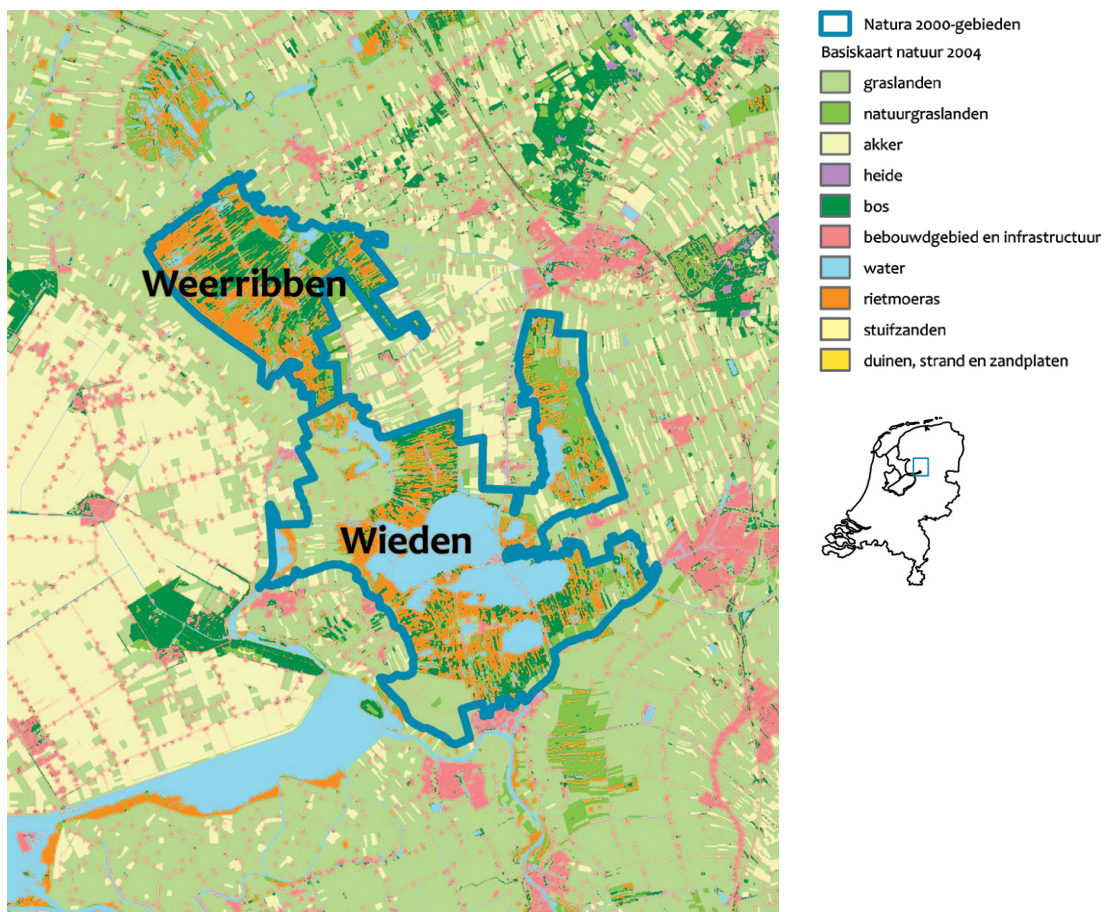 Weerribben
Wieden
Natura 2000-gebieden
Basiskaart natuur 2004
graslanden
natuurgraslanden
akker
heide
bos
bebouwdgebied en infrastructuur
water
rietmoeras
stuifzanden
duinen, strand en zandplaten